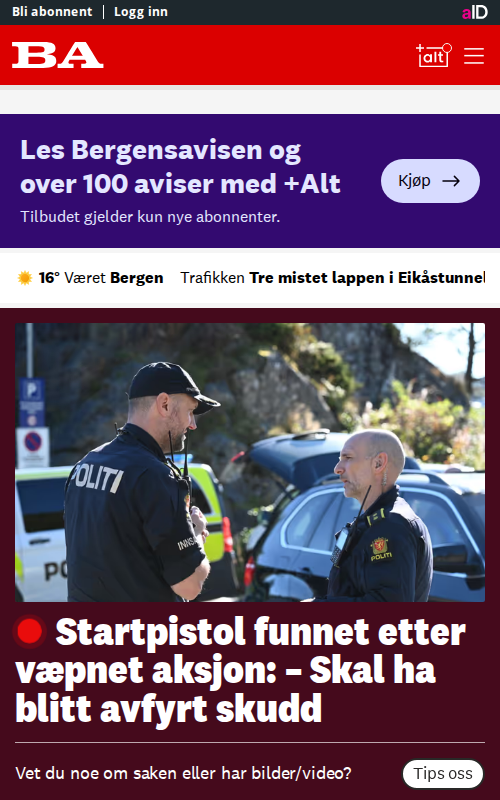 Bli abonnent | Logg inn
aID
BA
+alt
Les Bergensavisen og
over 100 aviser med +Alt
Tilbudet gjelder kun nye abonnenter.
Kjøp →
16° Været Bergen Trafikken Tre mistet lappen i Eikåstunnel
P
POLITI
INNS
PO
POLITI
Startpistol funnet etter
væpnet aksjon: – Skal ha
blitt avfyrt skudd
Vet du noe om saken eller har bilder/video?
Tips oss